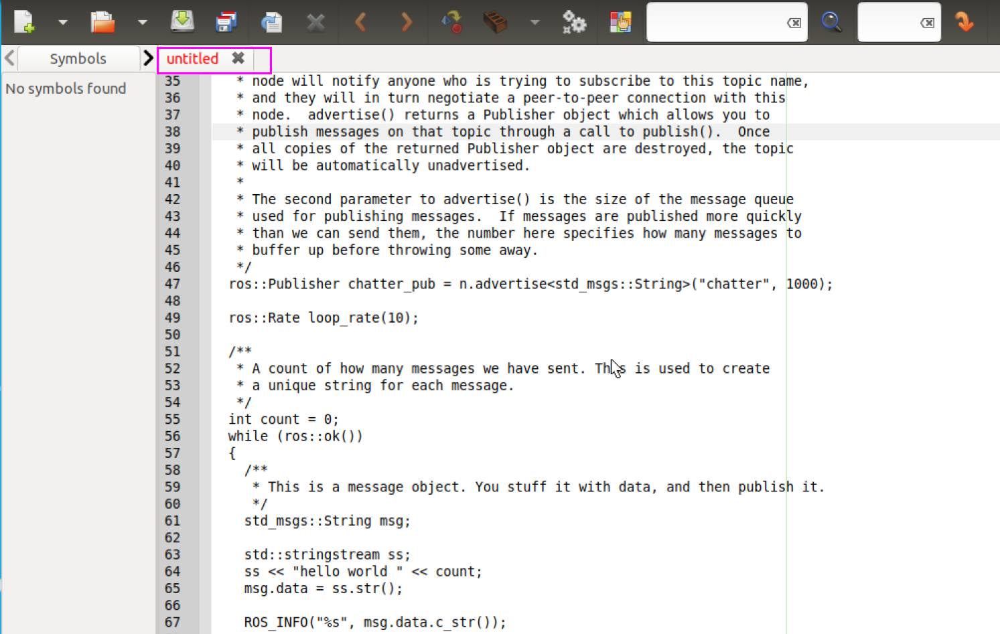 Symbols
untitled
No symbols found
35 * node will notify anyone who is trying to subscribe to this topic name,
36 * and they will in turn negotiate a peer-to-peer connection with this
37 * node.  advertise() returns a Publisher object which allows you to
38 * publish messages on that topic through a call to publish().  Once
39 * all copies of the returned Publisher object are destroyed, the topic
40 * will be automatically unadvertised.
41 *
42 * The second parameter to advertise() is the size of the message queue
43 * used for publishing messages.  If messages are published more quickly
44 * than we can send them, the number here specifies how many messages to
45 * buffer up before throwing some away.
46 */
47 ros::Publisher chatter_pub = n.advertise<std_msgs::String>("chatter", 1000);
48
49 ros::Rate loop_rate(10);
50
51 /**
52 * A count of how many messages we have sent. This is used to create
53 * a unique string for each message.
54 */
55 int count = 0;
56 while (ros::ok())
57 {
58 /**
59 * This is a message object. You stuff it with data, and then publish it.
60 */
61 std_msgs::String msg;
62
63 std::stringstream ss;
64 ss << "hello world " << count;
65 msg.data = ss.str();
66
67 ROS_INFO("%s", msg.data.c_str());